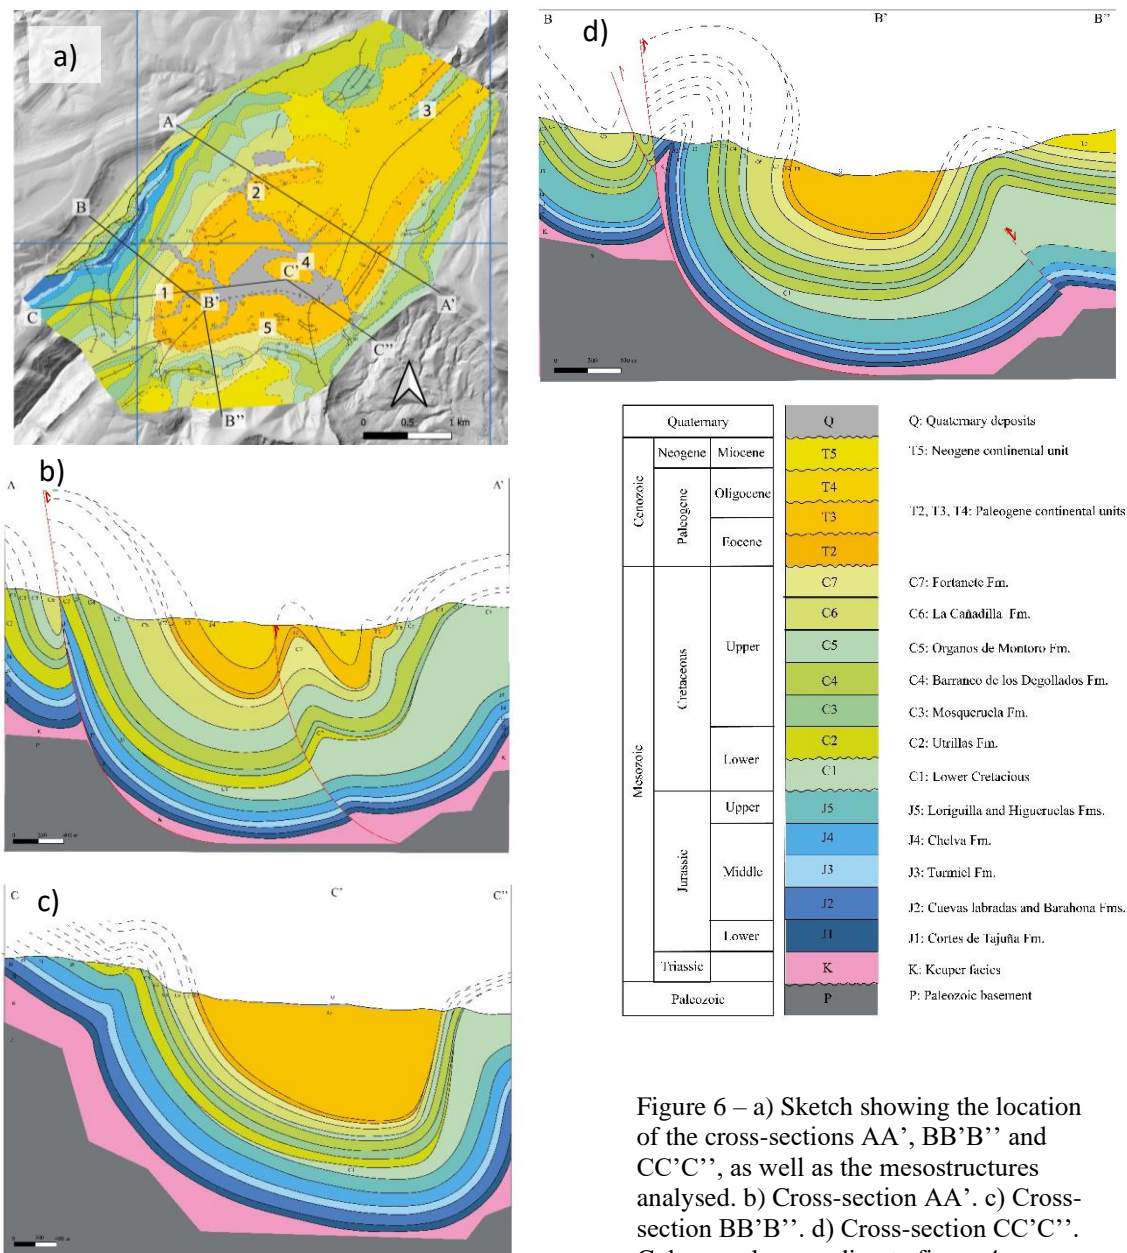 a)
A
B
C
A'
B'
C'
B''
C''
1
2
3
4
5
0 0.5 1 km
d)
B B' B''
b)
A A'
c)
C C' C''
Quaternary Q Q: Quaternary deposits
Cenozoic
Neogene Miocene T5 T5: Neogene continental unit
Paleogene Oligocene T4
T3 T2, T3, T4: Paleogene continental units
Eocene T2
Mesozoic
Cretaceous
C7 C7: Fortanete Fm.
C6 C6: La Cañadilla Fm.
Upper C5 C5: Organos de Montoro Fm.
C4 C4: Barranco de los Degollados Fm.
C3 C3: Mosqueruela Fm.
Lower C2 C2: Utrillas Fm.
C1 C1: Lower Cretacious
Jurassic
Upper J5 J5: Loriguilla and Higueruelas Fms.
J4 J4: Chelva Fm.
Middle J3 J3: Turmiel Fm.
J2 J2: Cuevas labradas and Barahona Fms.
Lower J1 J1: Cortes de Tajuña Fm.
Triassic K K: Keuper facies
Paleozoic P P: Paleozoic basement
Figure 6 – a) Sketch showing the location
of the cross-sections AA’, BB’B’’ and
CC’C’’, as well as the mesostructures
analysed. b) Cross-section AA’. c) Cross-
section BB’B’’. d) Cross-section CC’C’’.